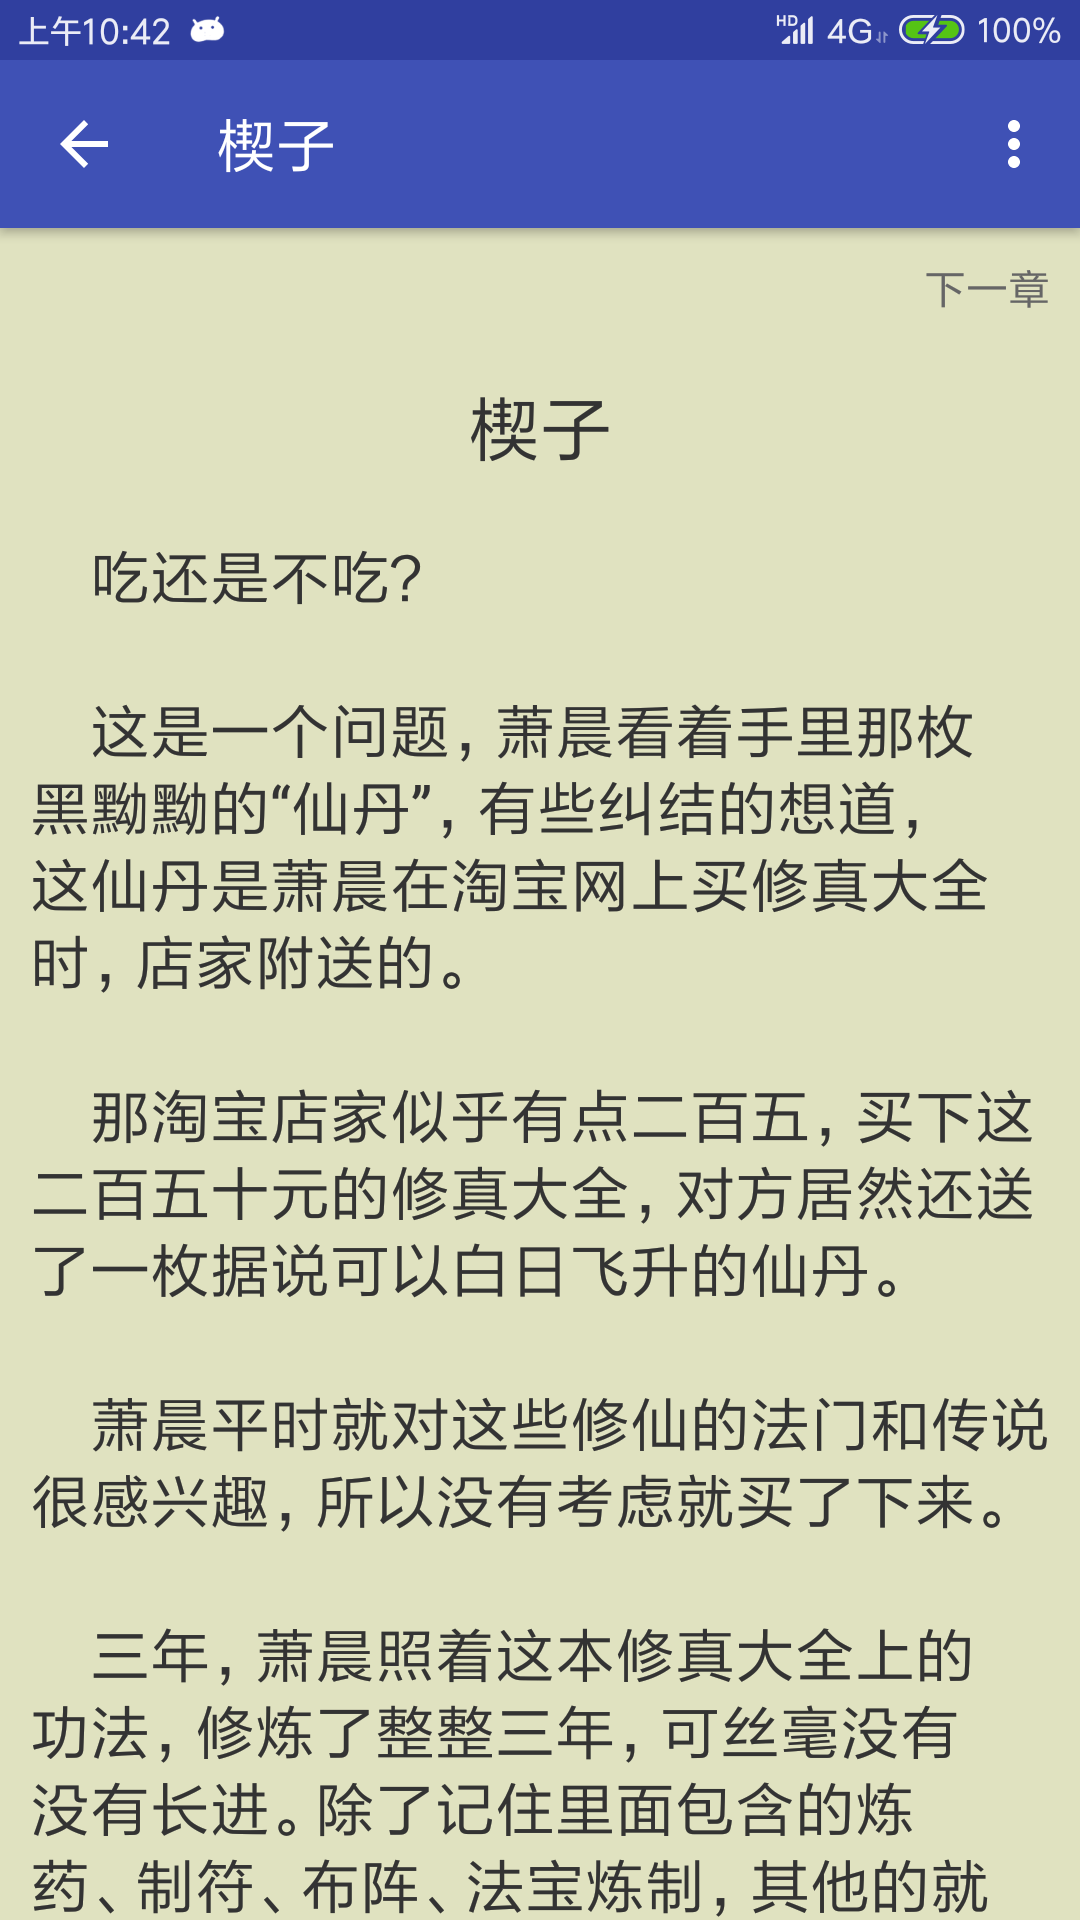 上午10:42
HD 4G 100%
楔子
下一章
楔子
吃还是不吃?
这是一个问题,萧晨看着手里那枚
黑黝黝的“仙丹”,有些纠结的想道,
这仙丹是萧晨在淘宝网上买修真大全
时,店家附送的。
那淘宝店家似乎有点二百五,买下这
二百五十元的修真大全,对方居然还送
了一枚据说可以白日飞升的仙丹。
萧晨平时就对这些修仙的法门和传说
很感兴趣,所以没有考虑就买了下来。
三年,萧晨照着这本修真大全上的
功法,修炼了整整三年,可丝毫没有
没有长进。除了记住里面包含的炼
药、制符、布阵、法宝炼制,其他的就